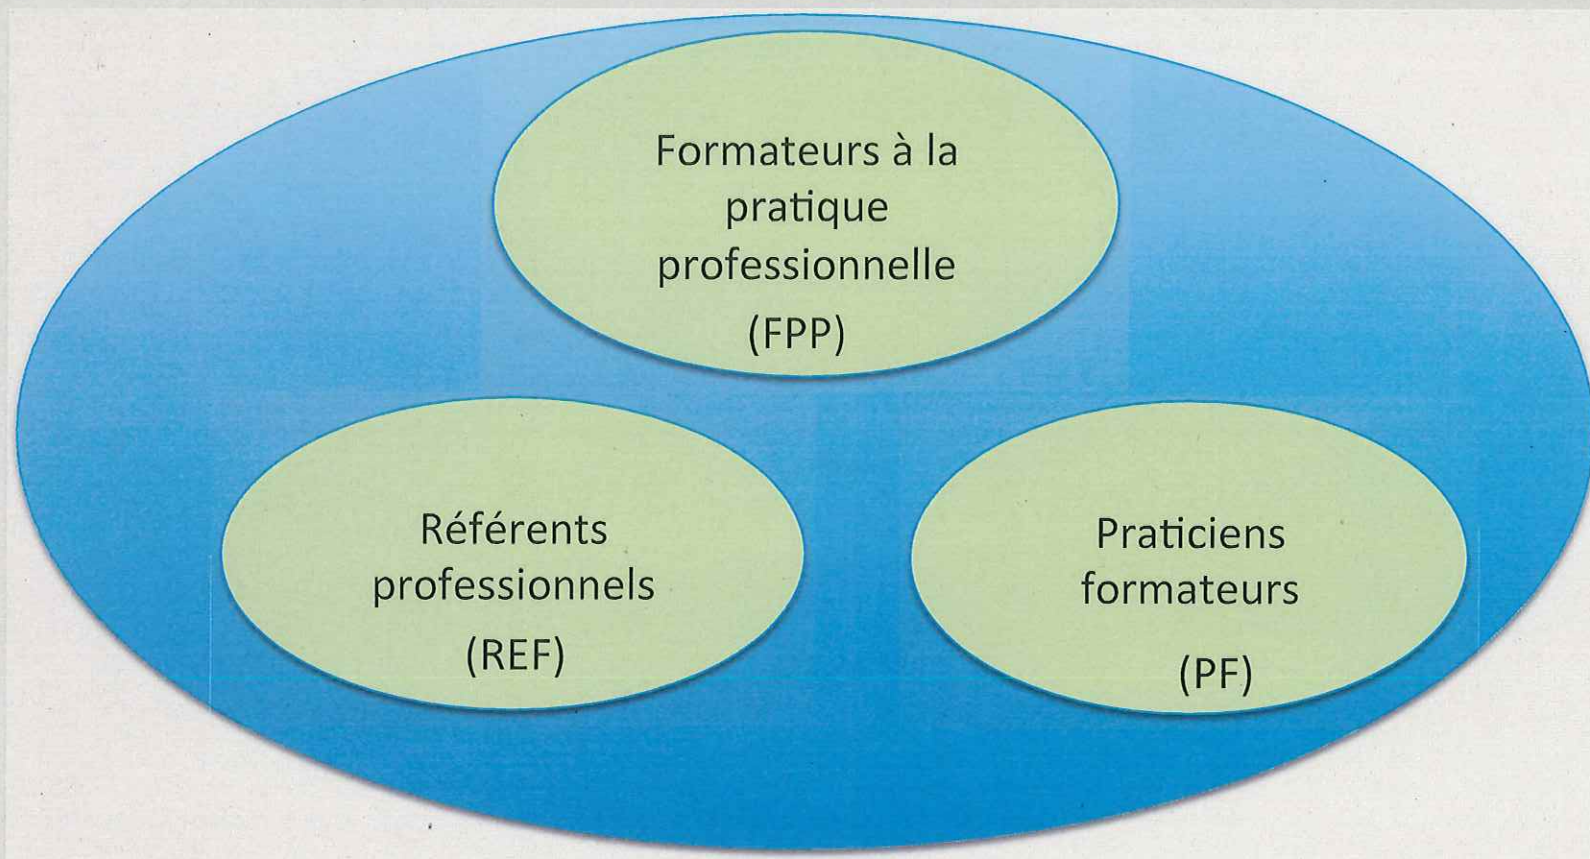 Formateurs à la
pratique
professionnelle
(FPP)
Référents
professionnels
(REF)
Praticiens
formateurs
(PF)